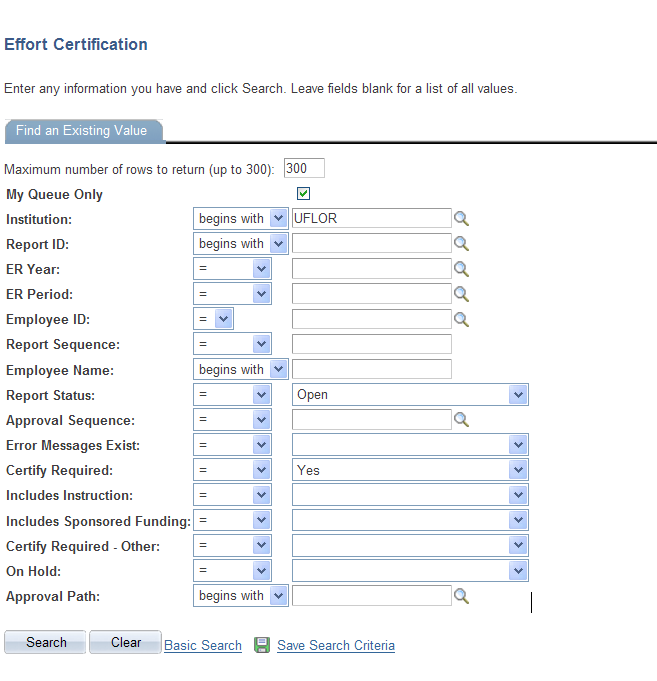 Effort Certification
Enter any information you have and click Search. Leave fields blank for a list of all values.
Find an Existing Value
Maximum number of rows to return (up to 300): 300
My Queue Only
Institution: begins with UFLOR
Report ID: begins with
ER Year: =
ER Period: =
Employee ID: =
Report Sequence: =
Employee Name: begins with
Report Status: = Open
Approval Sequence: =
Error Messages Exist: =
Certify Required: = Yes
Includes Instruction: =
Includes Sponsored Funding: =
Certify Required - Other: =
On Hold: =
Approval Path: begins with
Search Clear Basic Search Save Search Criteria